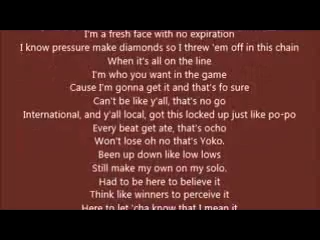 I'm a fresh face with no expiration
I know pressure make diamonds so I threw 'em off in this chain
When it's all on the line
I'm who you want in the game
Cause I'm gonna get it and that's fo sure
Can't be like y'all, that's no go
International, and y'all local, got this locked up just like po-po
Every beat get ate, that's ocho
Won't lose oh no that's Yoko.
Been up down like low lows
Still make my own on my solo.
Had to be here to believe it
Think like winners to perceive it
Here to let 'cha know that I mean it